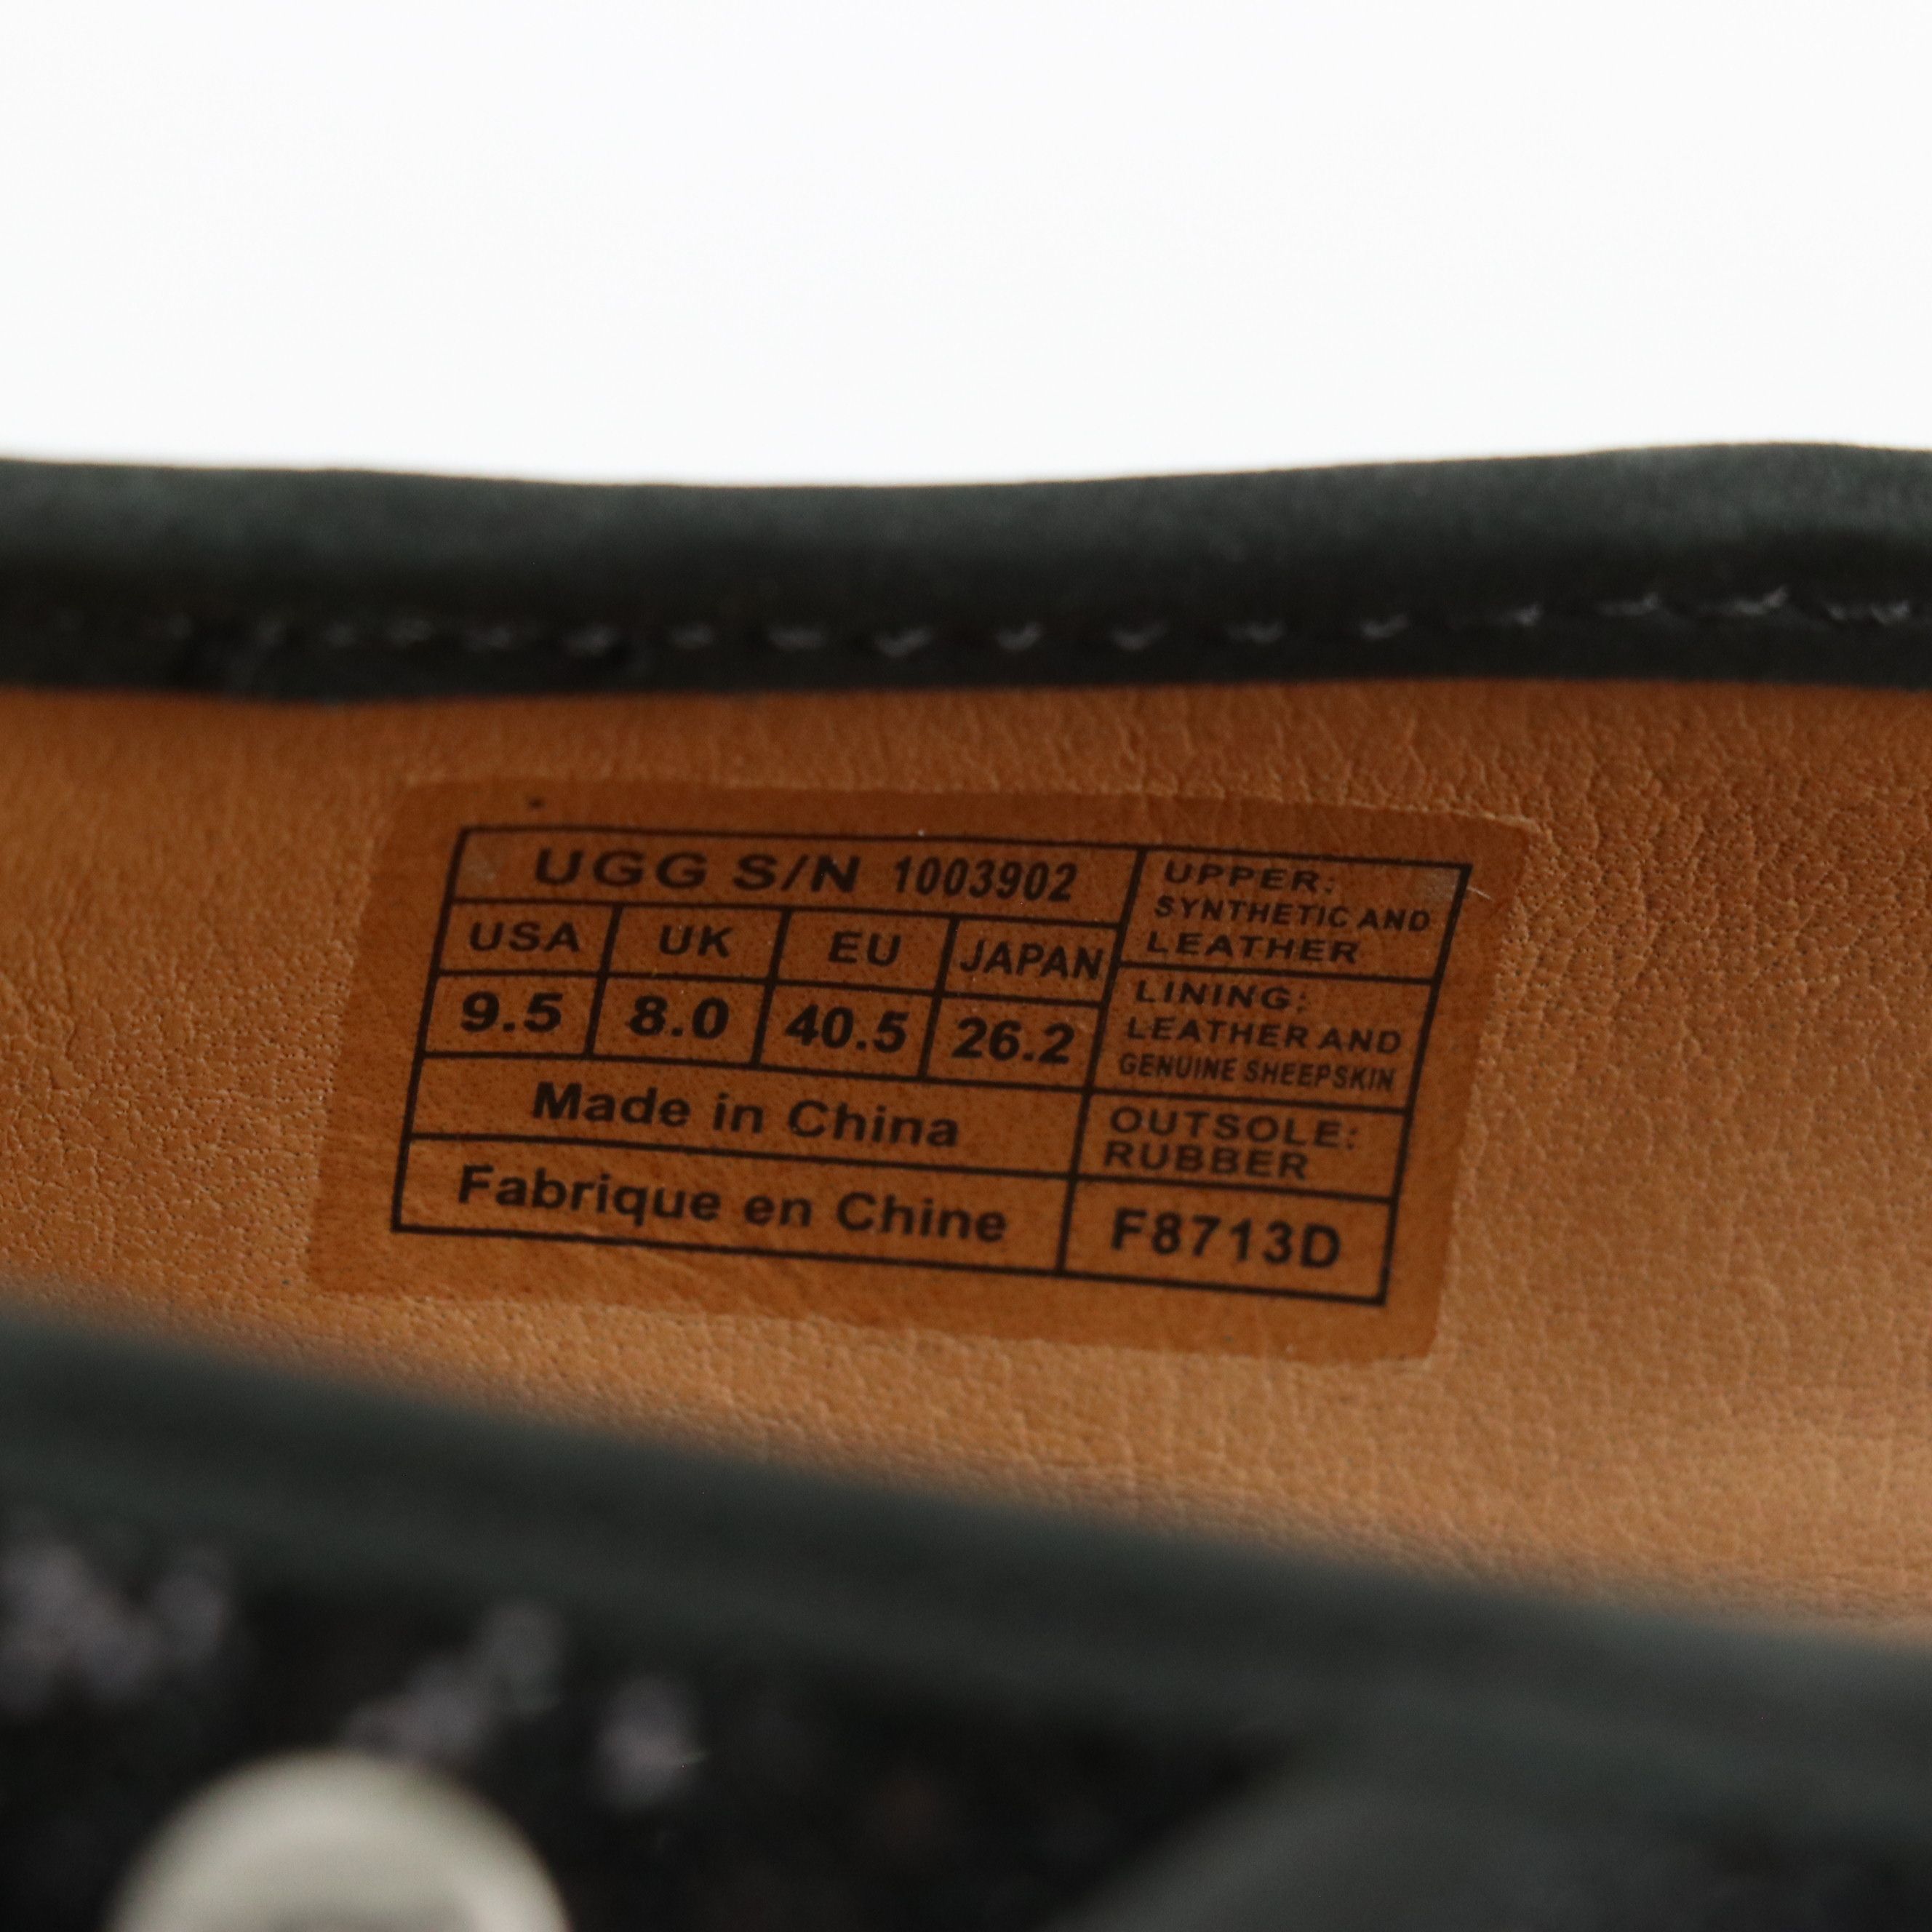 UGG S/N 1003902
USA UK EU JAPAN
9.5 8.0 40.5 26.2
Made in China
Fabrique en Chine
UPPER:
SYNTHETIC AND
LEATHER
LINING:
LEATHER AND
GENUINE SHEEPSKIN
OUTSOLE:
RUBBER
F8713D